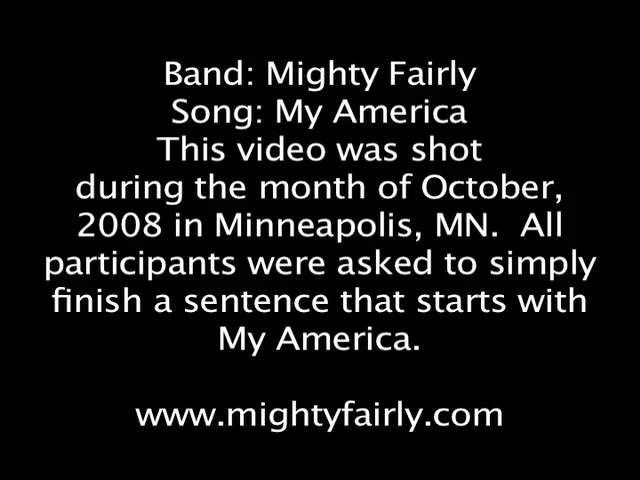 Band: Mighty Fairly
Song: My America
This video was shot
during the month of October,
2008 in Minneapolis, MN.  All
participants were asked to simply
finish a sentence that starts with
My America.
www.mightyfairly.com